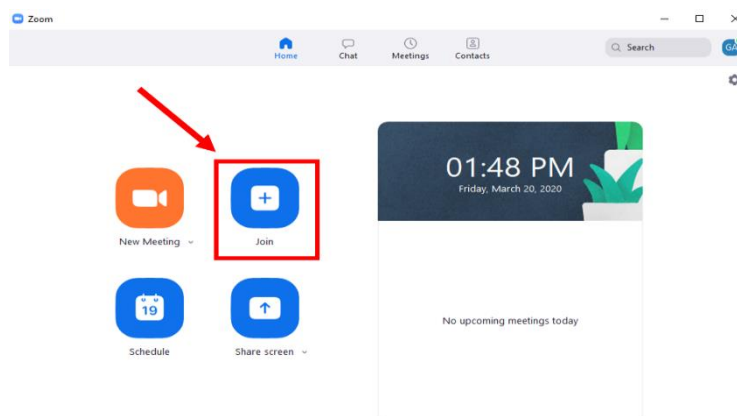 Zoom
Home
Chat
Meetings
Contacts
Search
GA
New Meeting
Join
19
Schedule
Share screen
01:48 PM
Friday, March 20, 2020
No upcoming meetings today